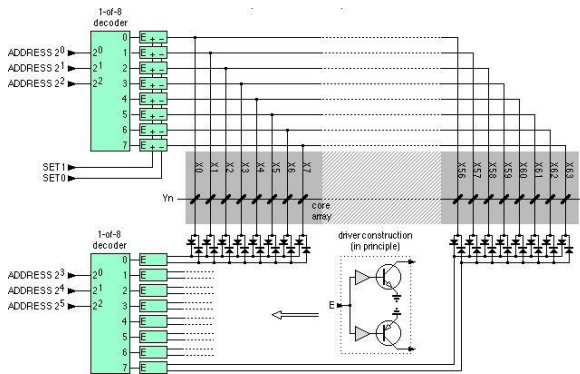 1-of-8
decoder
ADDRESS 2⁰
ADDRESS 2¹
ADDRESS 2²
2⁰
2¹
2²
0
1
2
3
4
5
6
7
E + −
E + −
E + −
E + −
E + −
E + −
E + −
E + −
SET1
SET0
X0
X1
X2
X3
X4
X5
X6
X7
X56
X57
X58
X59
X60
X61
X62
X63
Yn
core
array
1-of-8
decoder
ADDRESS 2³
ADDRESS 2⁴
ADDRESS 2⁵
2⁰
2¹
2²
0
1
2
3
4
5
6
7
E
E
E
E
E
E
E
E
driver construction
(in principle)
E